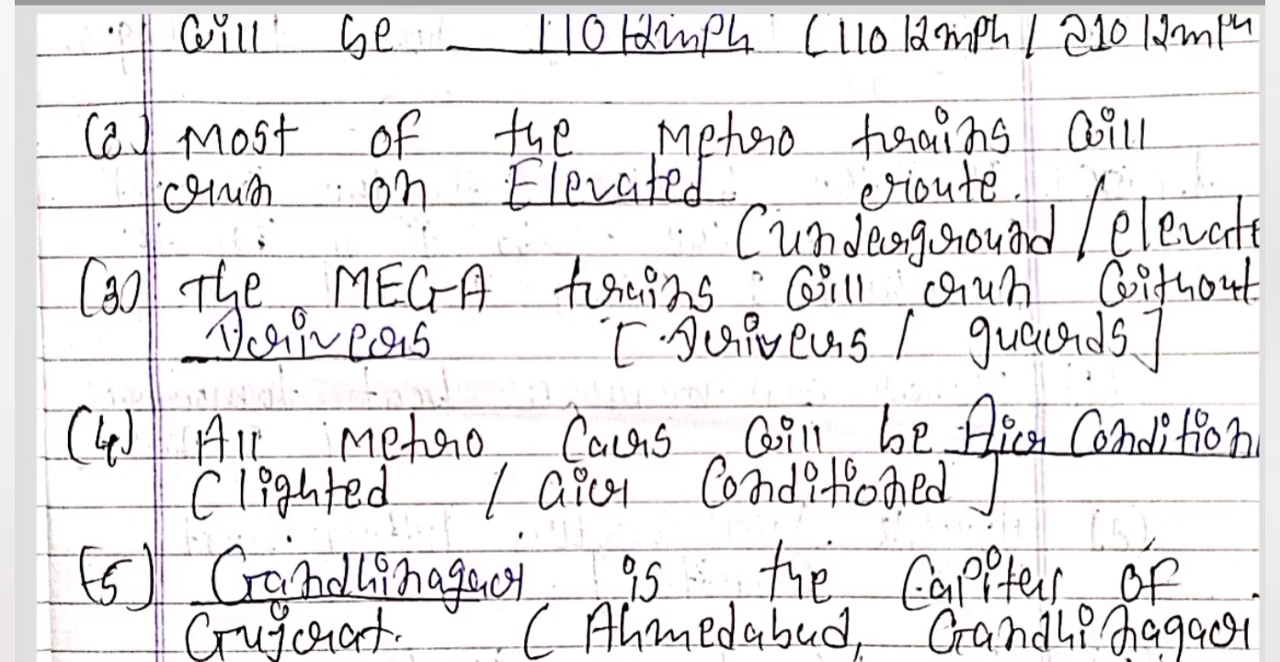 will be 110 kmph (110 kmph / 210 kmph
(2) Most of the Metro trains will
run on Elevated route.
(underground / elevate
(3) The MEGA trains will run without
Drivers [Drivers / guards]
(4) All Metro Cars will be Air Condition
(lighted / air Conditioned]
(5) Gandhinagar is the Capiter of
Gujrat. (Ahmedabad, Gandhinagar